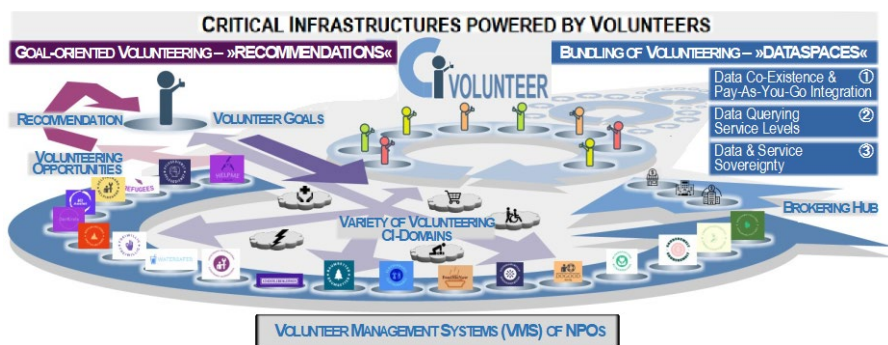 CRITICAL INFRASTRUCTURES POWERED BY VOLUNTEERS
GOAL-ORIENTED VOLUNTEERING – »RECOMMENDATIONS«
BUNDLING OF VOLUNTEERING – »DATASPACES«
Ci VOLUNTEER
Data Co-Existence & ①
Pay-As-You-Go Integration
Data Querying ②
Service Levels
Data & Service ③
Sovereignty
RECOMMENDATION
VOLUNTEER GOALS
VOLUNTEERING
OPPORTUNITIES
REFUGEES
VARIETY OF VOLUNTEERING
CI-DOMAINS
BROKERING HUB
VOLUNTEER MANAGEMENT SYSTEMS (VMS) OF NPOS